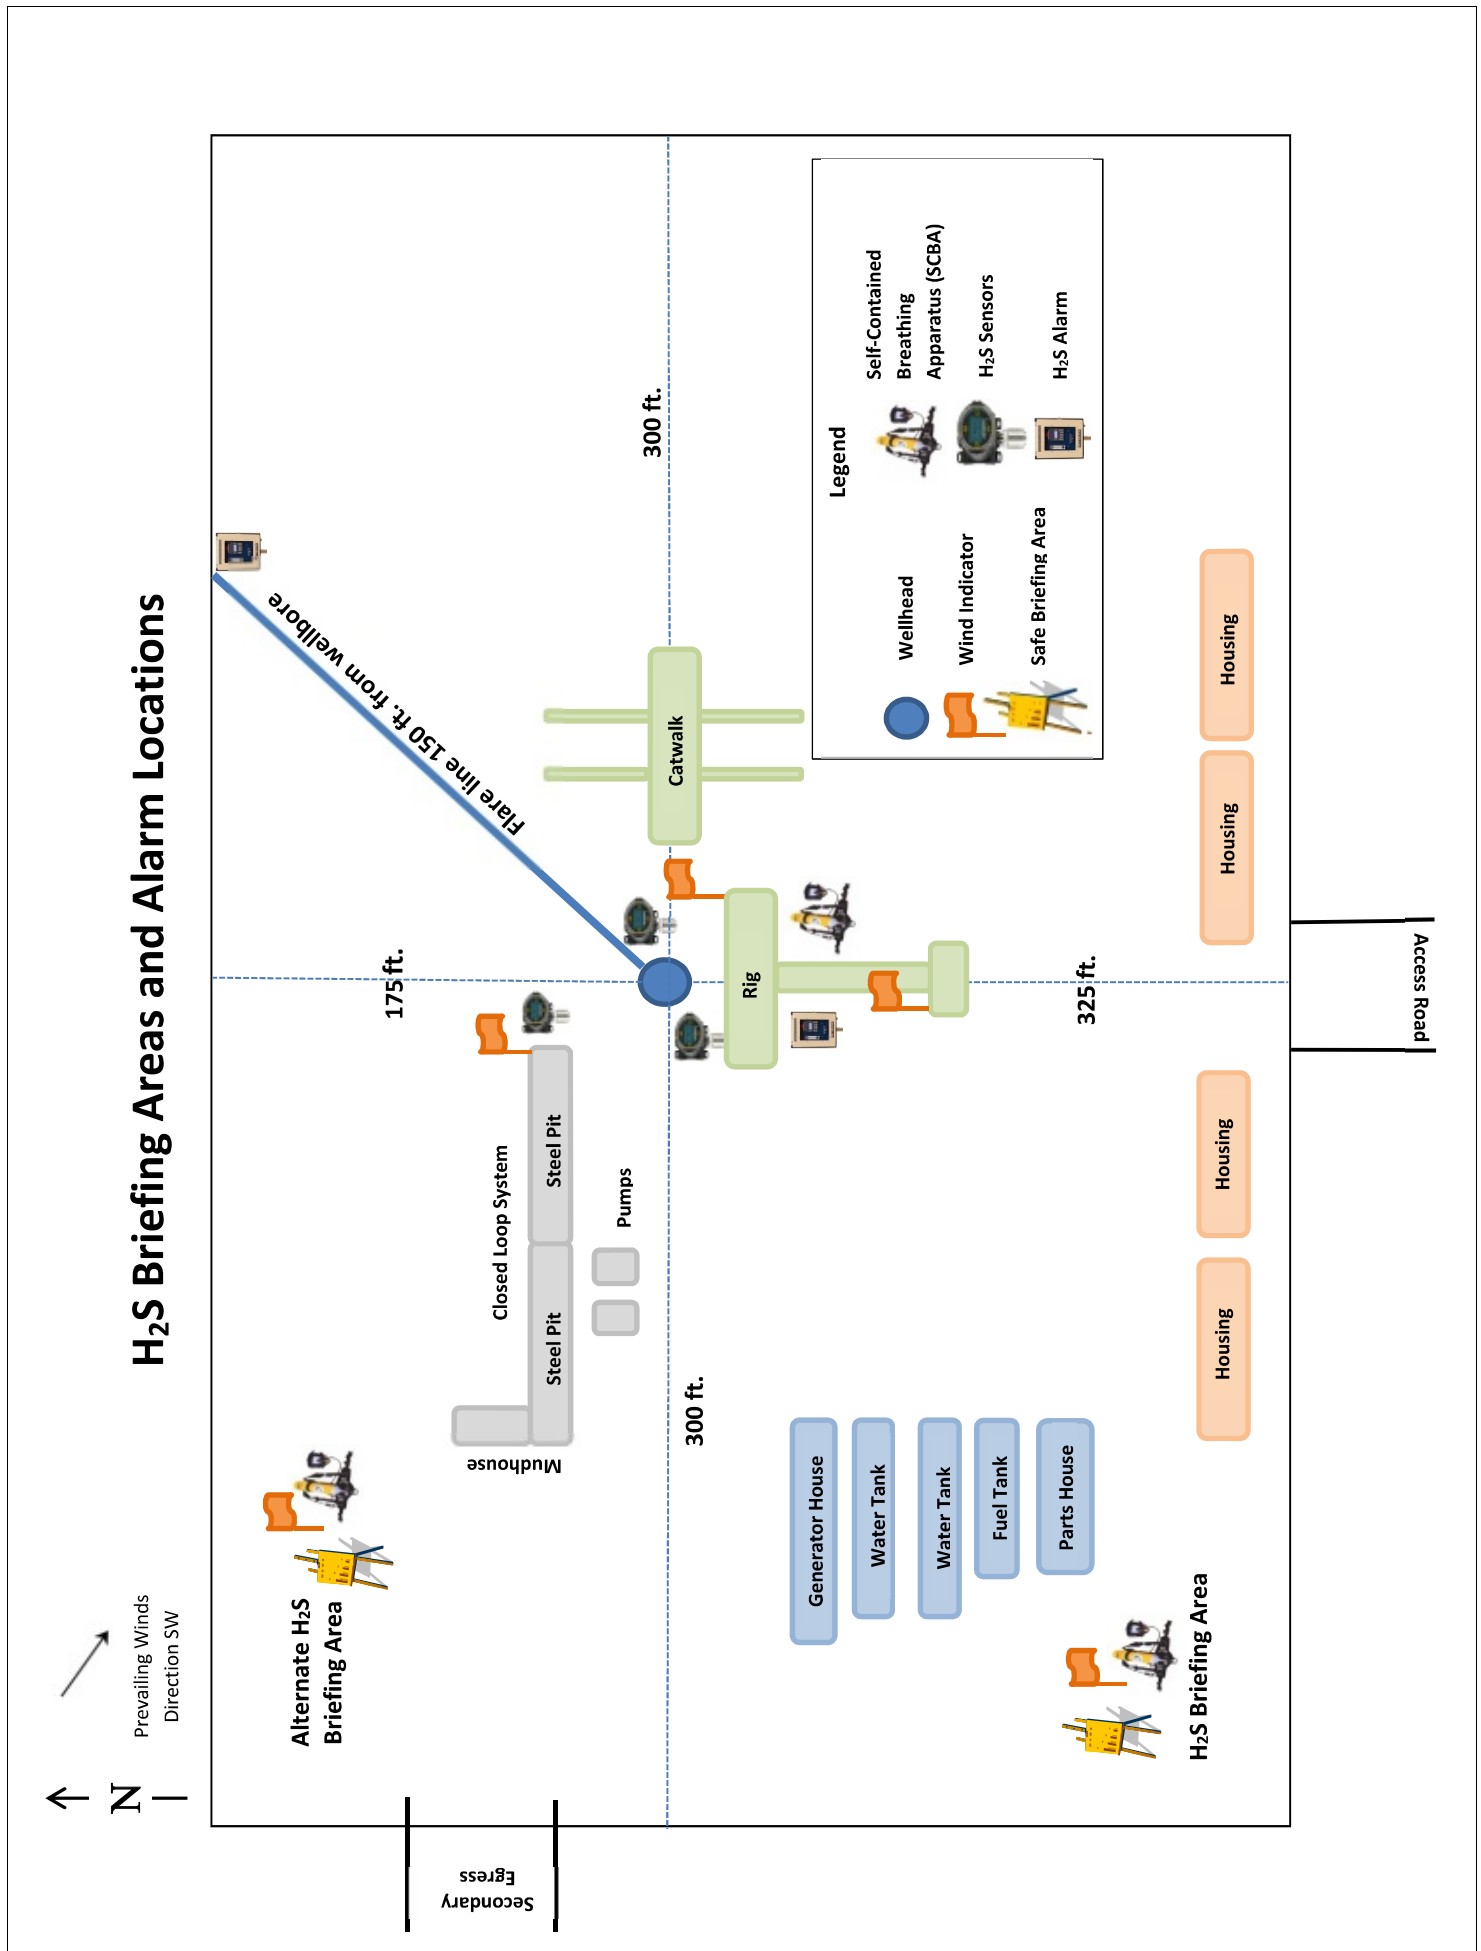 H₂S Briefing Areas and Alarm Locations
N
Prevailing Winds
Direction SW
Alternate H₂S
Briefing Area
Secondary
Egress
Mudhouse
Closed Loop System
Steel Pit
Steel Pit
Pumps
175 ft.
Flare line 150 ft. from wellbore
300 ft.
300 ft.
Catwalk
Rig
325 ft.
Generator House
Water Tank
Water Tank
Fuel Tank
Parts House
H₂S Briefing Area
Legend
Wellhead
Wind Indicator
Safe Briefing Area
Self-Contained
Breathing
Apparatus (SCBA)
H₂S Sensors
H₂S Alarm
Housing
Housing
Housing
Housing
Access Road